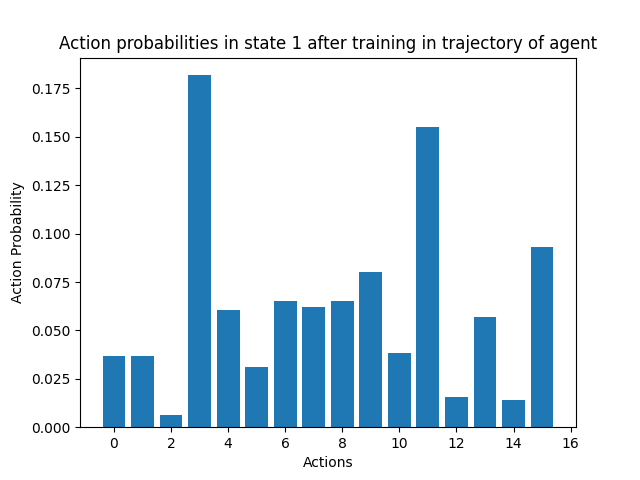 Action probabilities in state 1 after training in trajectory of agent
0.175
0.150
0.125
0.100
0.075
0.050
0.025
0.000
Action Probability
0 2 4 6 8 10 12 14 16
Actions